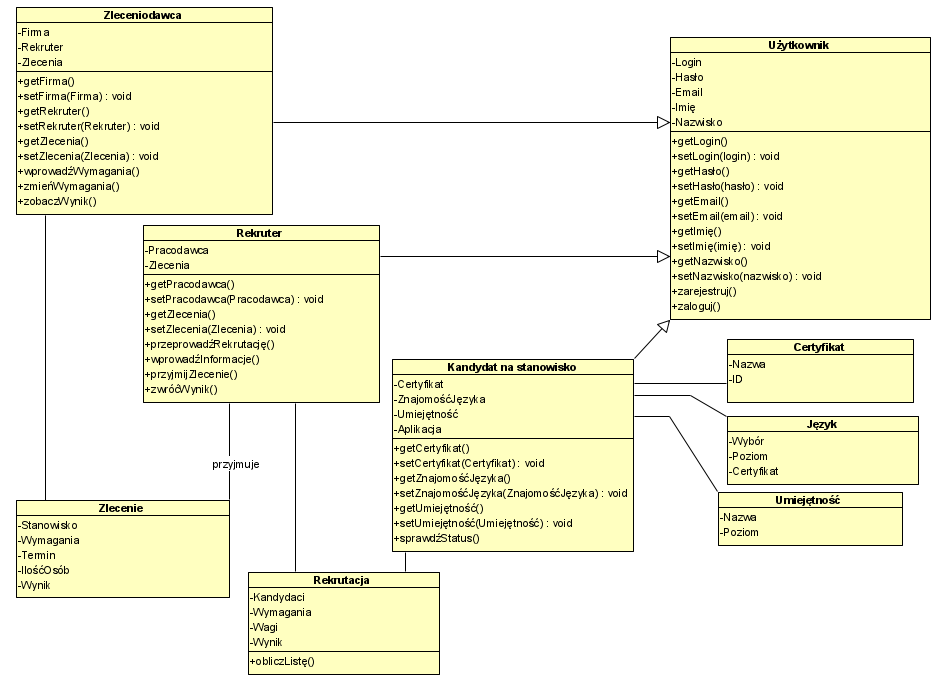 Zleceniodawca
-Firma
-Rekruter
-Zlecenia
+getFirma()
+setFirma(Firma) : void
+getRekruter()
+setRekruter(Rekruter) : void
+getZlecenia()
+setZlecenia(Zlecenia) : void
+wprowadźWymagania()
+zmieńWymagania()
+zobaczWynik()
Użytkownik
-Login
-Hasło
-Email
-Imię
-Nazwisko
+getLogin()
+setLogin(login) : void
+getHasło()
+setHasło(hasło) : void
+getEmail()
+setEmail(email) : void
+getImię()
+setImię(imię) : void
+getNazwisko()
+setNazwisko(nazwisko) : void
+zarejestruj()
+zaloguj()
Rekruter
-Pracodawca
-Zlecenia
+getPracodawca()
+setPracodawca(Pracodawca) : void
+getZlecenia()
+setZlecenia(Zlecenia) : void
+przeprowadźRekrutację()
+wprowadźInformacje()
+przyjmijZlecenie()
+zwróćWynik()
Kandydat na stanowisko
-Certyfikat
-ZnajomośćJęzyka
-Umiejętność
-Aplikacja
+getCertyfikat()
+setCertyfikat(Certyfikat) : void
+getZnajomośćJęzyka()
+setZnajomośćJęzyka(ZnajomośćJęzyka) : void
+getUmiejętność()
+setUmiejętność(Umiejętność) : void
+sprawdźStatus()
Certyfikat
-Nazwa
-ID
Język
-Wybór
-Poziom
-Certyfikat
Umiejętność
-Nazwa
-Poziom
przyjmuje
Zlecenie
-Stanowisko
-Wymagania
-Termin
-IlośćOsób
-Wynik
Rekrutacja
-Kandydaci
-Wymagania
-Wagi
-Wynik
+obliczListę()